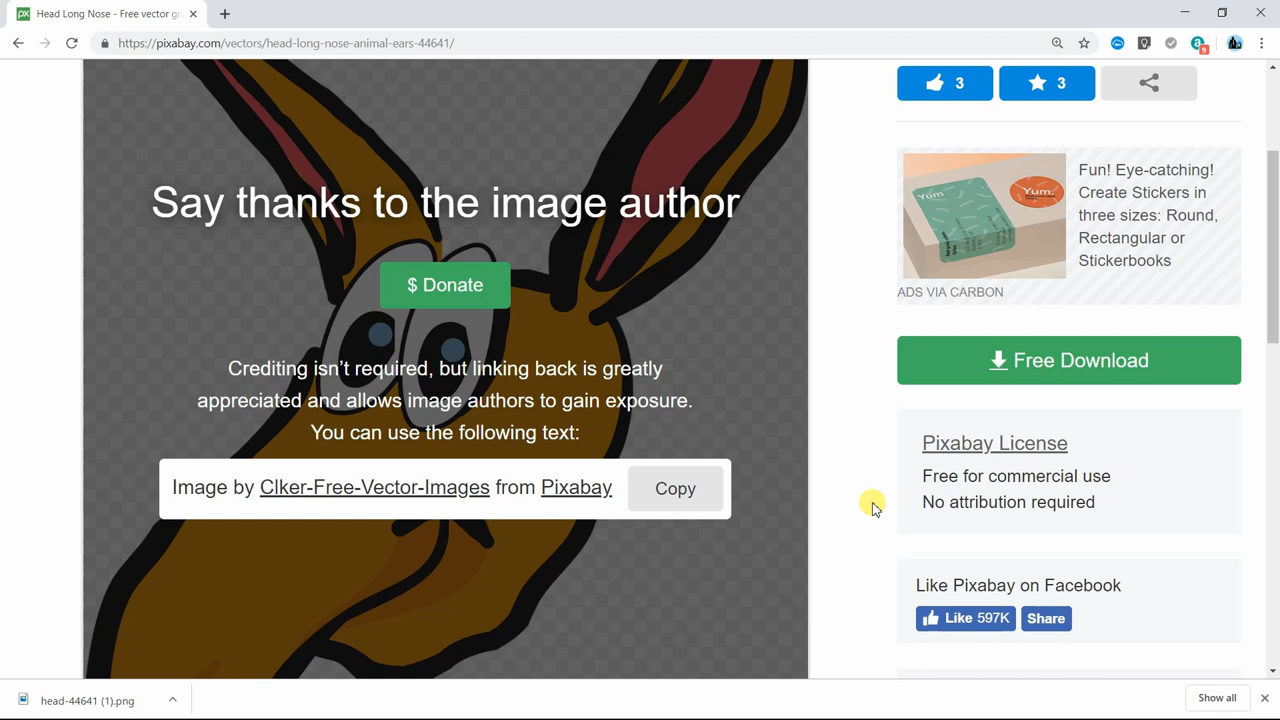 Head Long Nose - Free vector gr
https://pixabay.com/vectors/head-long-nose-animal-ears-44641/
9
3
3
Say thanks to the image author
$ Donate
Crediting isn’t required, but linking back is greatly
appreciated and allows image authors to gain exposure.
You can use the following text:
Image by Clker-Free-Vector-Images from Pixabay
Copy
Yum
Yum.
Fun! Eye-catching!
Create Stickers in
three sizes: Round,
Rectangular or
Stickerbooks
ADS VIA CARBON
Free Download
Pixabay License
Free for commercial use
No attribution required
Like Pixabay on Facebook
Like 597K
Share
head-44641 (1).png
Show all